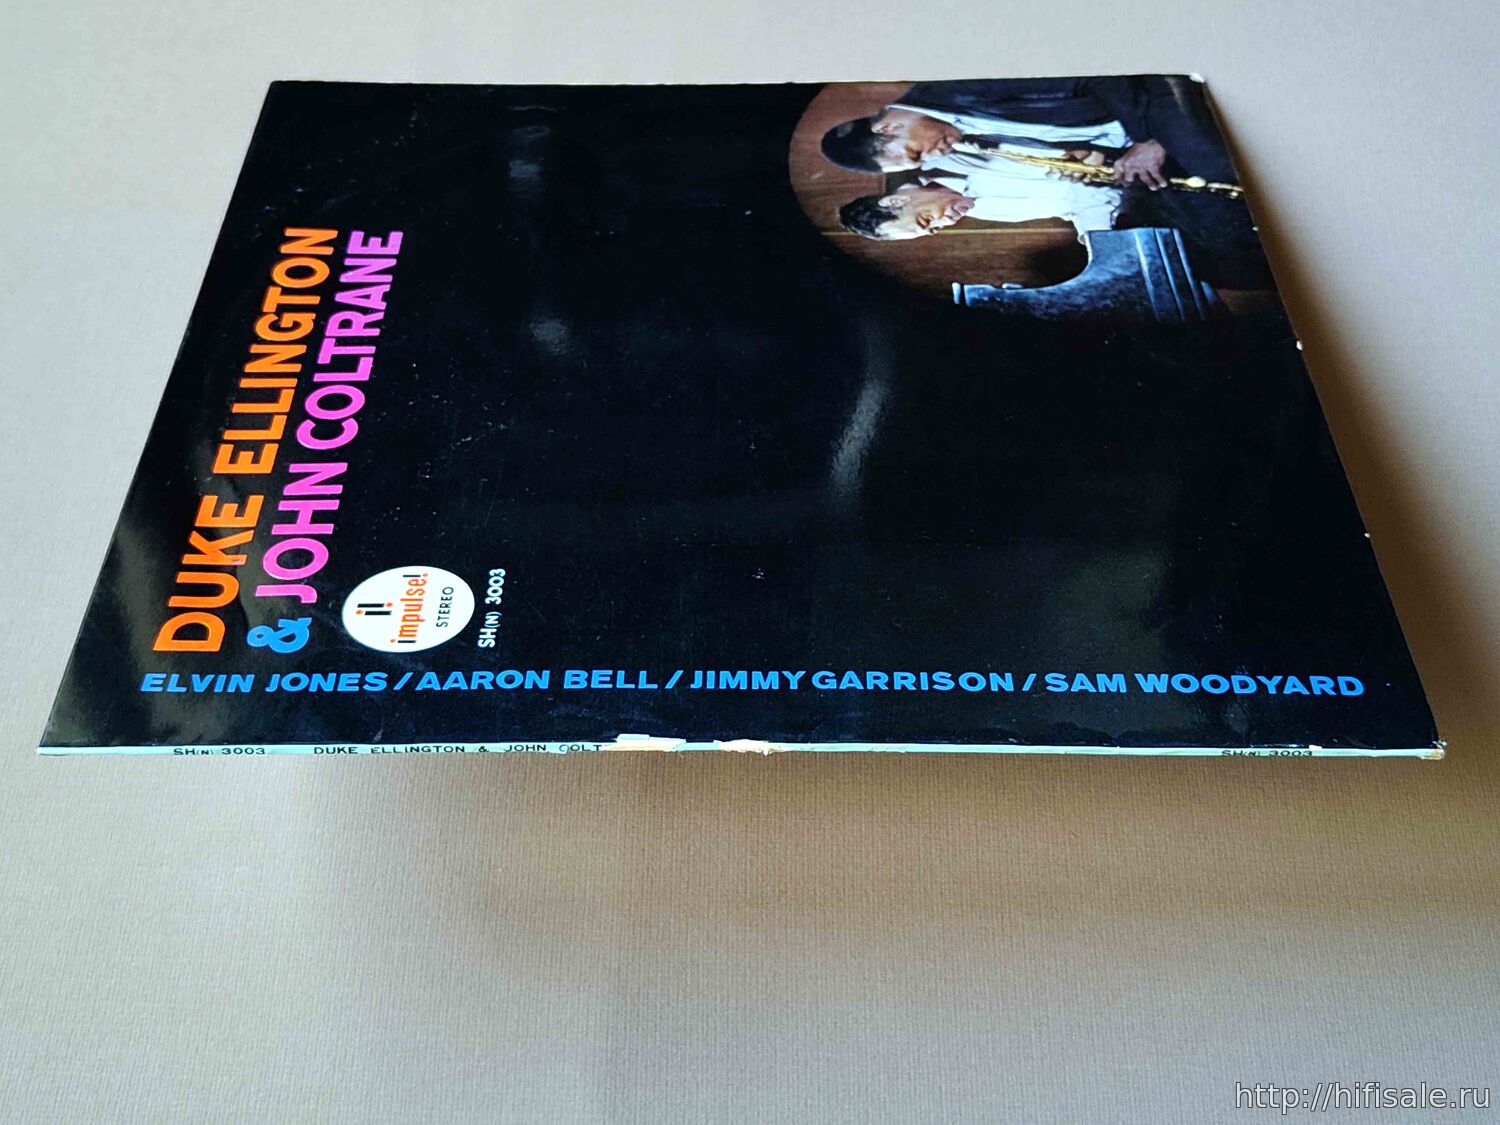 DUKE ELLINGTON
& JOHN COLTRANE
impulse!
STEREO
SH(N) 3003
ELVIN JONES/AARON BELL/JIMMY GARRISON/SAM WOODYARD
SH(N) 3003 DUKE ELLINGTON & JOHN COLT SH(N) 3003
http://hifisale.ru